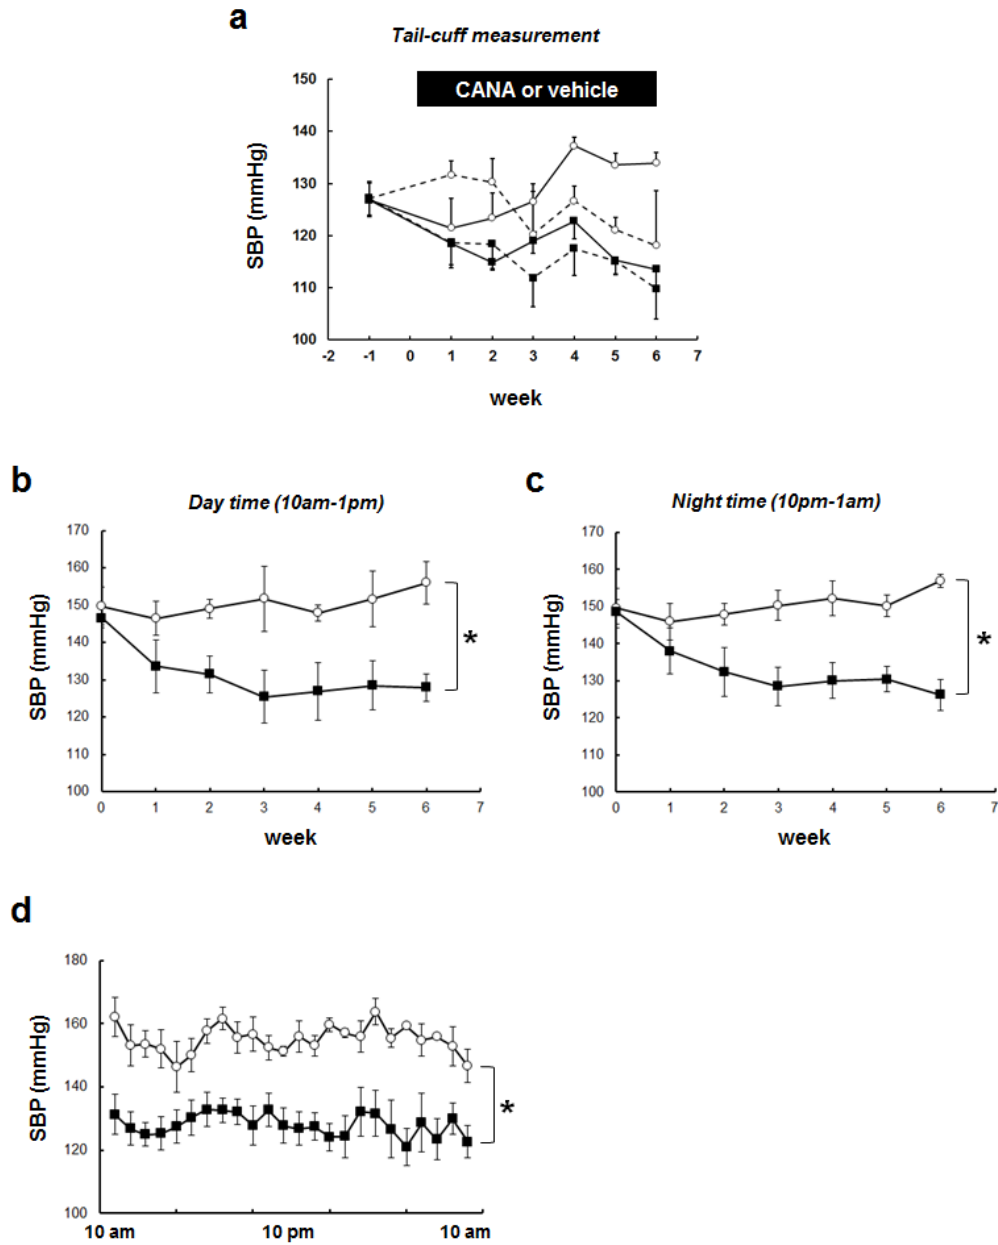 a
Tail-cuff measurement
CANA or vehicle
SBP (mmHg)
150
140
130
120
110
100
-2 -1 0 1 2 3 4 5 6 7
week
b
Day time (10am-1pm)
SBP (mmHg)
170
160
150
140
130
120
110
100
*
0 1 2 3 4 5 6 7
week
c
Night time (10pm-1am)
SBP (mmHg)
170
160
150
140
130
120
110
100
*
0 1 2 3 4 5 6 7
week
d
SBP (mmHg)
180
160
140
120
100
*
10 am 10 pm 10 am